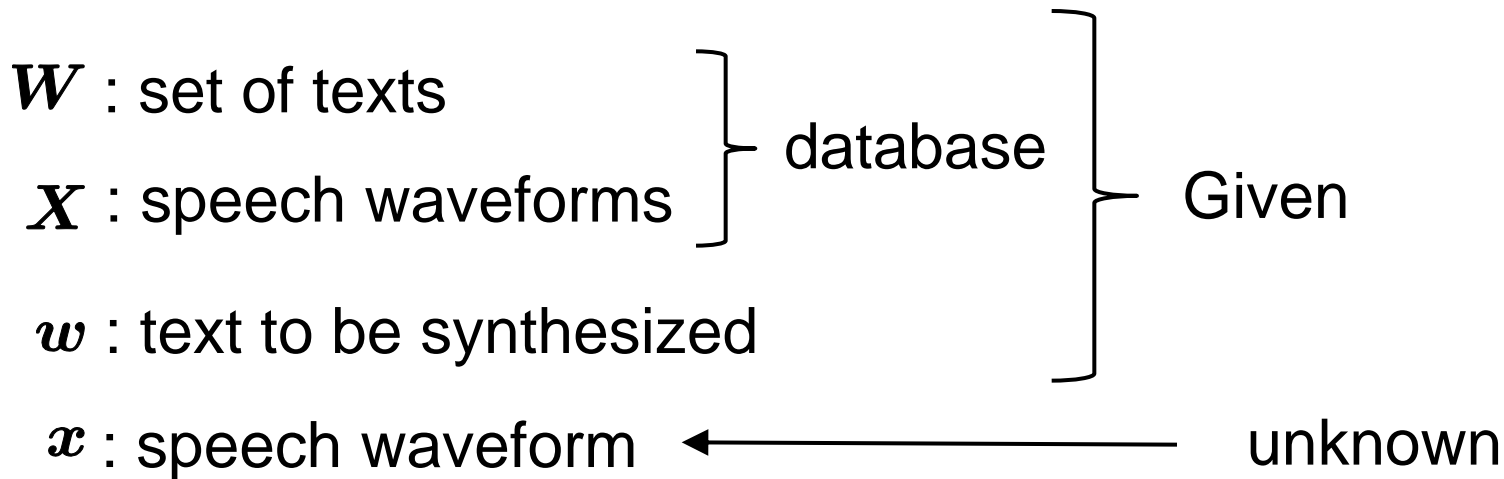 W : set of texts
database
X : speech waveforms
Given
w : text to be synthesized
x : speech waveform
unknown